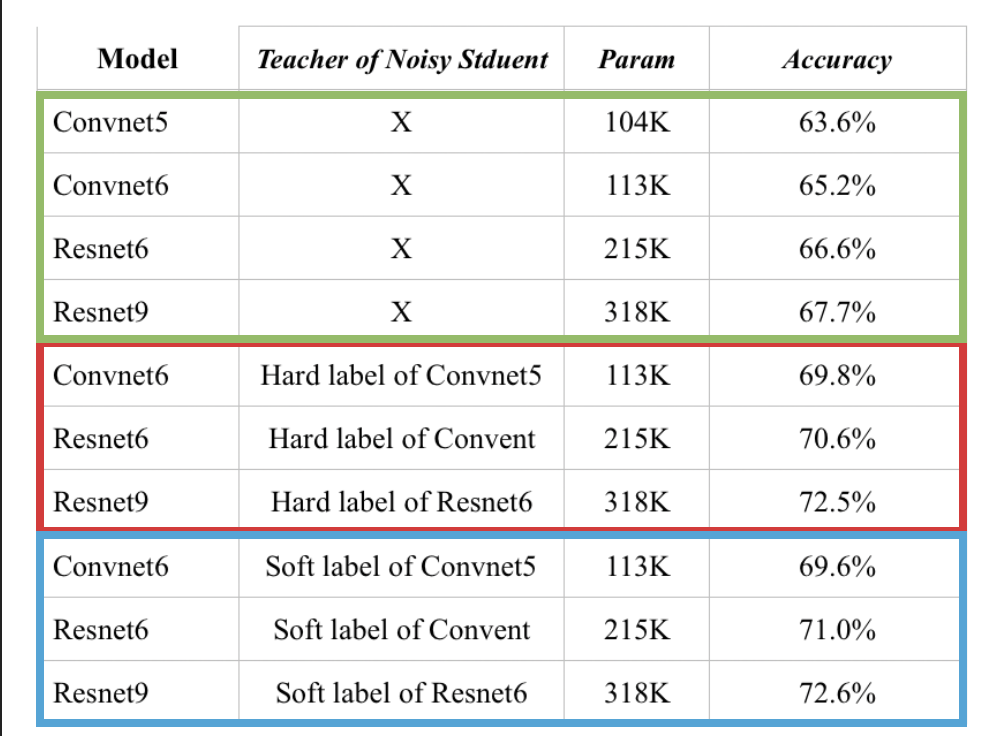 Model Teacher of Noisy Stduent Param Accuracy
Convnet5 X 104K 63.6%
Convnet6 X 113K 65.2%
Resnet6 X 215K 66.6%
Resnet9 X 318K 67.7%
Convnet6 Hard label of Convnet5 113K 69.8%
Resnet6 Hard label of Convent 215K 70.6%
Resnet9 Hard label of Resnet6 318K 72.5%
Convnet6 Soft label of Convnet5 113K 69.6%
Resnet6 Soft label of Convent 215K 71.0%
Resnet9 Soft label of Resnet6 318K 72.6%